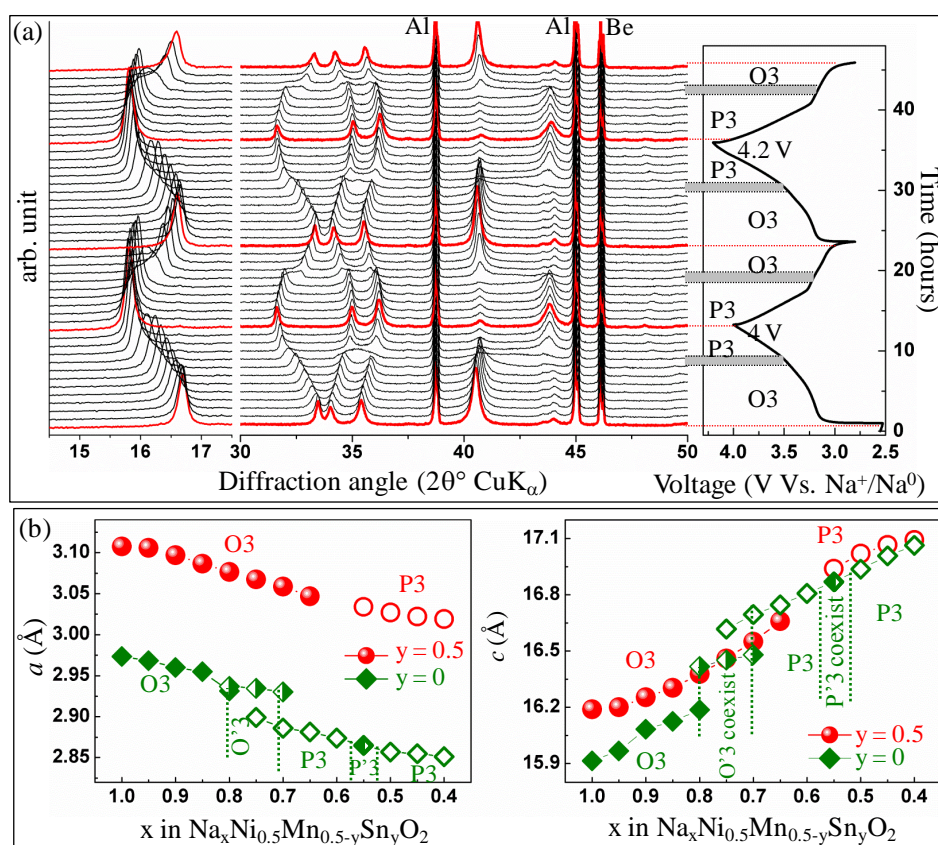 (a)
Al
Al
Be
arb. unit
15
16
17
30
35
40
45
50
Diffraction angle (2θ° CuKα)
O3
P3
4.2 V
P3
O3
O3
P3
4 V
P3
O3
4.0
3.5
3.0
2.5
Voltage (V Vs. Na⁺/Na⁰)
40
30
20
10
0
Time (hours)
(b)
a (Å)
3.10
3.05
3.00
2.95
2.90
2.85
O3
P3
y = 0.5
y = 0
O3
O'3
P3
P'3
P3
1.0
0.9
0.8
0.7
0.6
0.5
0.4
x in NaₓNi₀.₅Mn₀.₅₋ᵧSnᵧO₂
c (Å)
17.1
16.8
16.5
16.2
15.9
P3
O3
O3
O'3 coexist
P3
P'3 coexist
P3
y = 0.5
y = 0
1.0
0.9
0.8
0.7
0.6
0.5
0.4
x in NaₓNi₀.₅Mn₀.₅₋ᵧSnᵧO₂